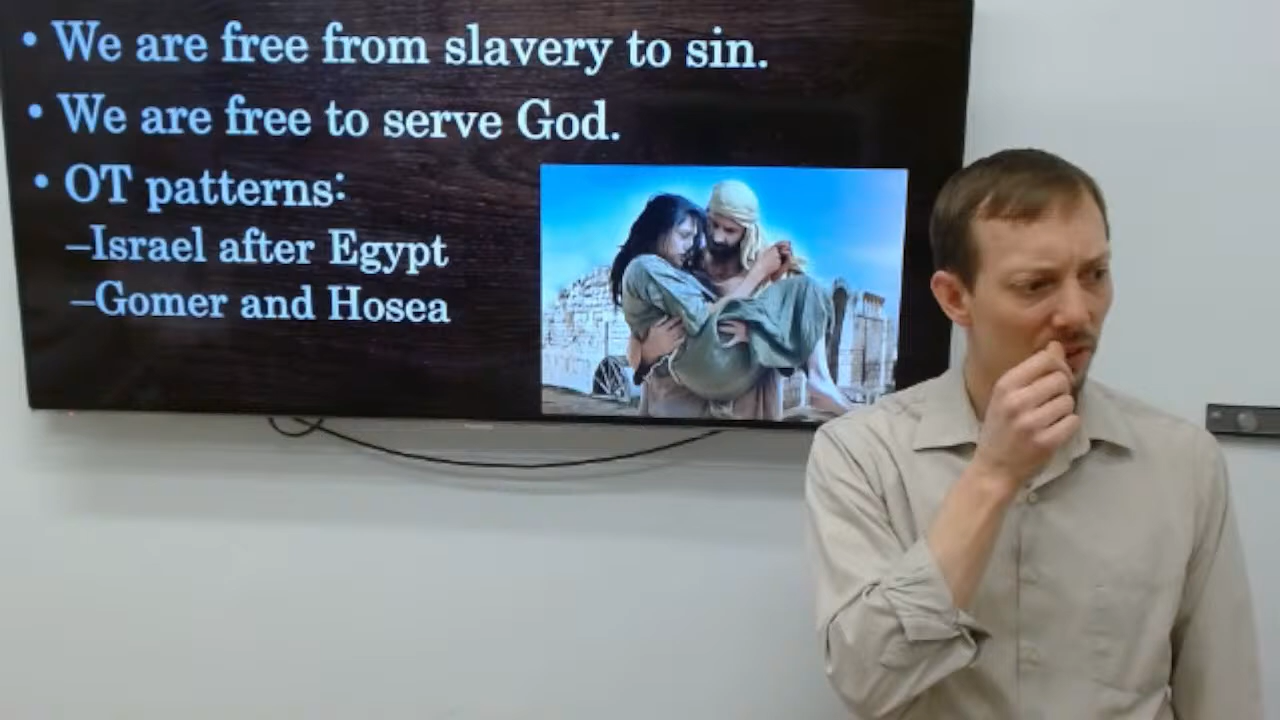 • We are free from slavery to sin.
• We are free to serve God.
• OT patterns:
–Israel after Egypt
–Gomer and Hosea